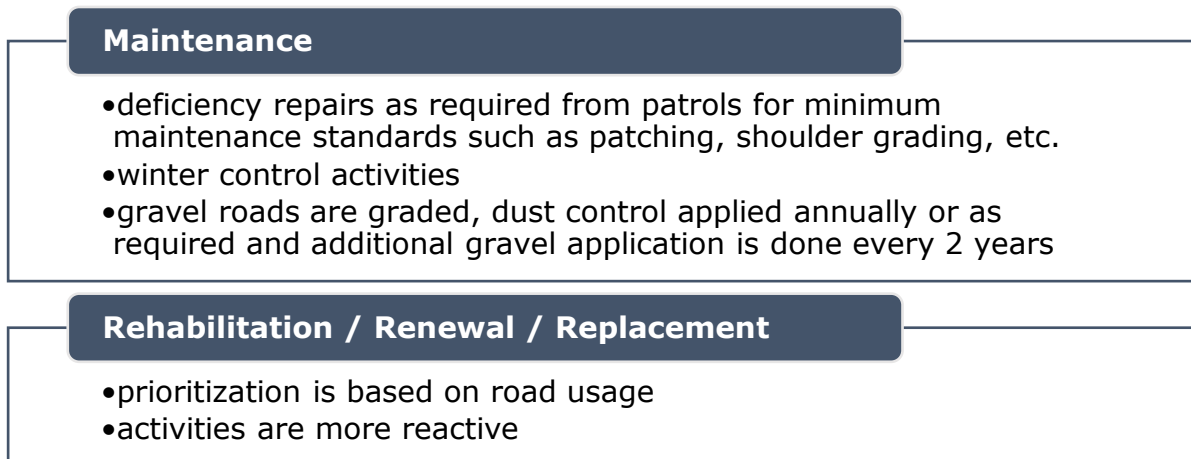 Maintenance
•deficiency repairs as required from patrols for minimum
maintenance standards such as patching, shoulder grading, etc.
•winter control activities
•gravel roads are graded, dust control applied annually or as
required and additional gravel application is done every 2 years
Rehabilitation / Renewal / Replacement
•prioritization is based on road usage
•activities are more reactive